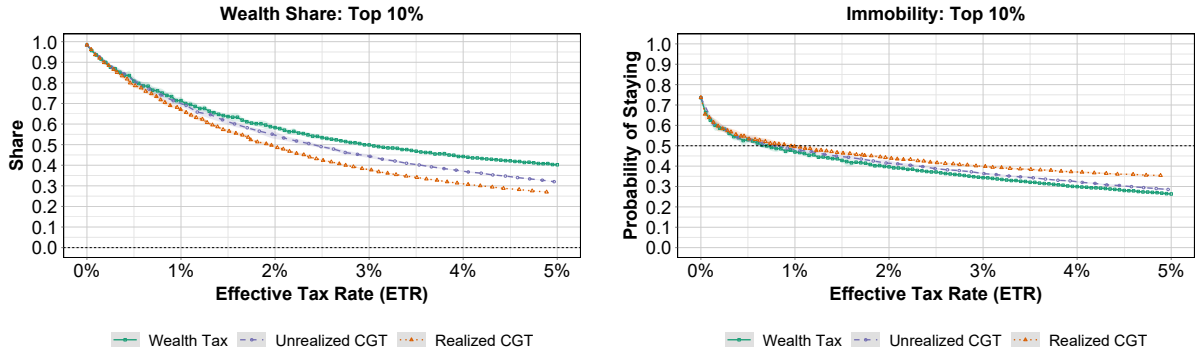 Wealth Share: Top 10%
1.0
0.9
0.8
0.7
0.6
0.5
0.4
0.3
0.2
0.1
0.0
Share
0% 1% 2% 3% 4% 5%
Effective Tax Rate (ETR)
Wealth Tax Unrealized CGT Realized CGT
Immobility: Top 10%
1.0
0.9
0.8
0.7
0.6
0.5
0.4
0.3
0.2
0.1
0.0
Probability of Staying
0% 1% 2% 3% 4% 5%
Effective Tax Rate (ETR)
Wealth Tax Unrealized CGT Realized CGT